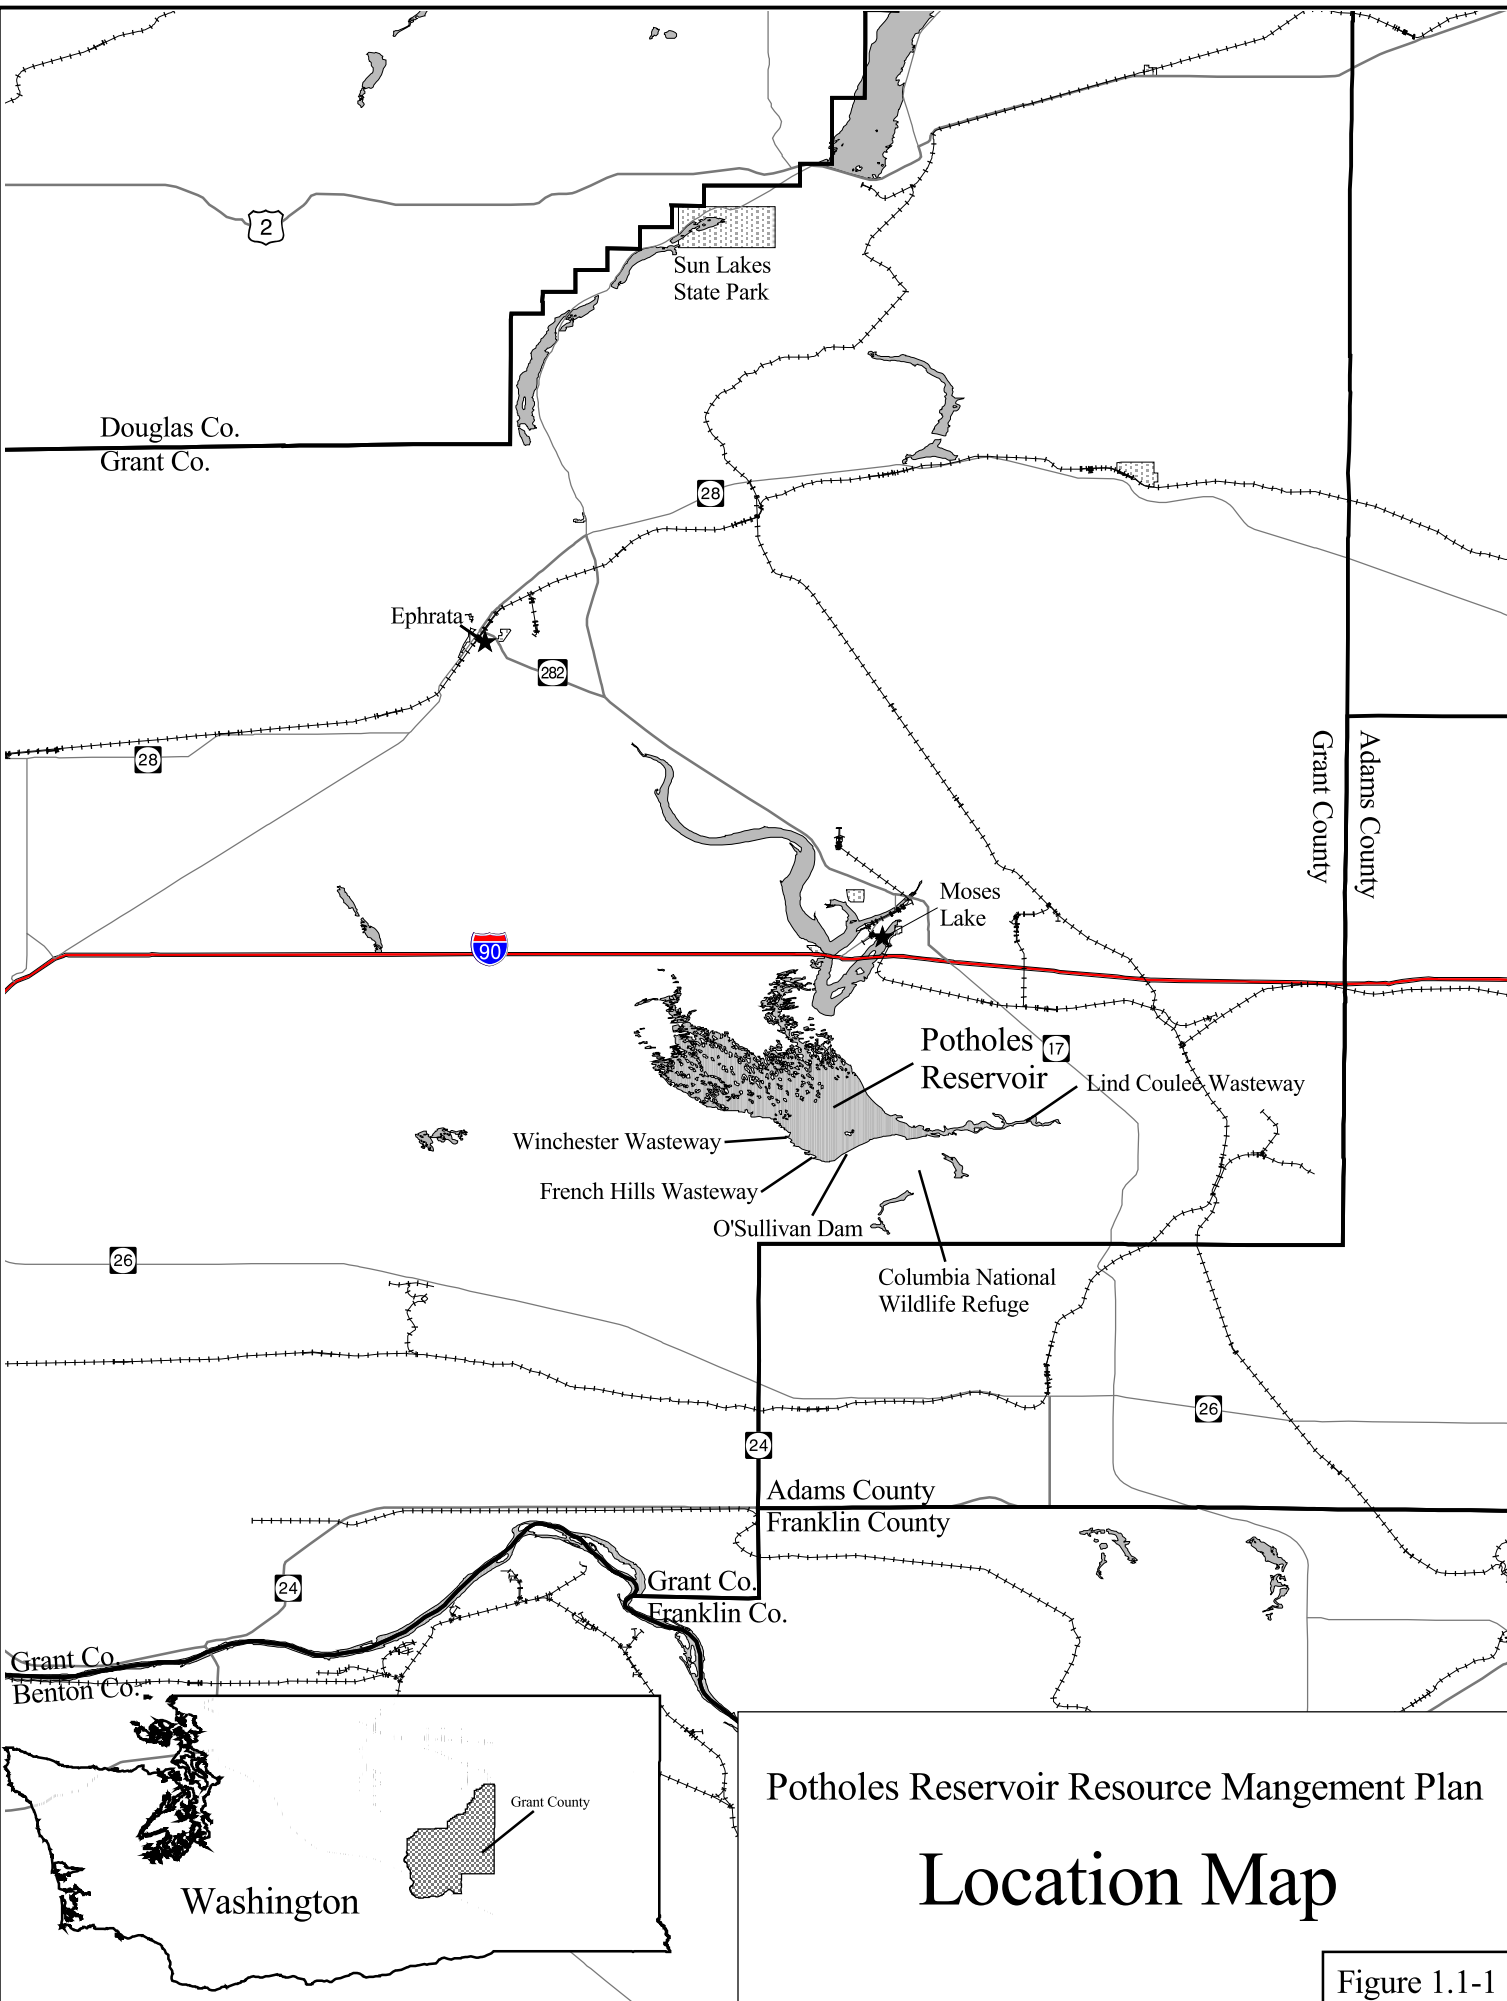 2
Sun Lakes
State Park
Douglas Co.
Grant Co.
28
Ephrata
282
28
Grant County
Adams County
Moses
Lake
90
Potholes
Reservoir
17
Lind Coulee Wasteway
Winchester Wasteway
French Hills Wasteway
O'Sullivan Dam
26
Columbia National
Wildlife Refuge
26
24
Adams County
Franklin County
24
Grant Co.
Franklin Co.
Grant Co.
Benton Co.
Grant County
Washington
Potholes Reservoir Resource Mangement Plan
Location Map
Figure 1.1-1